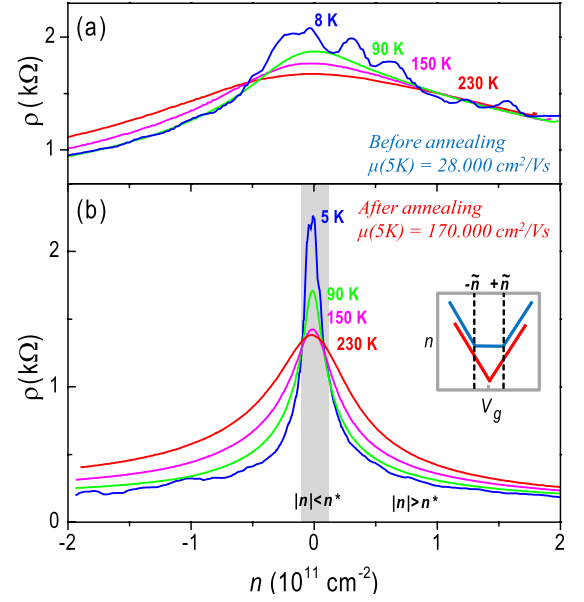 (a)
8 K
90 K
150 K
230 K
ρ (kΩ)
2
1
Before annealing
μ(5K) = 28.000 cm²/Vs
(b)
After annealing
μ(5K) = 170.000 cm²/Vs
5 K
90 K
150 K
230 K
-ñ +ñ
n
V_g
ρ (kΩ)
2
1
0
|n|<n* |n|>n*
-2 -1 0 1 2
n (10¹¹ cm⁻²)